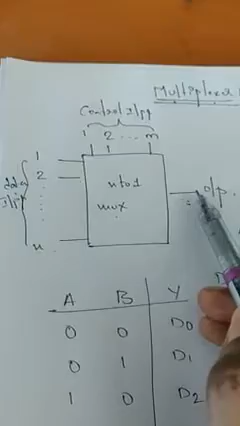 Multiplexer
Control i/p
1 2 ... m
1
2
data i/p
n to 1
mux
o/p.
n
A B Y
0 0 D0
0 1 D1
1 0 D2